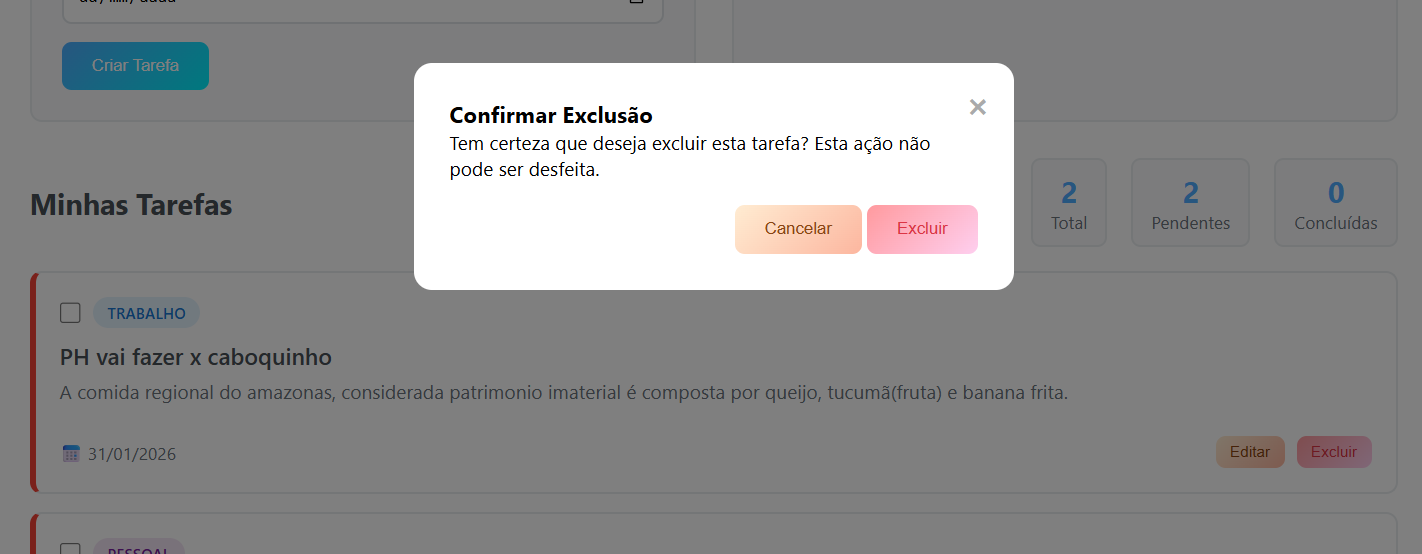 Criar Tarefa
Confirmar Exclusão
×
Tem certeza que deseja excluir esta tarefa? Esta ação não
pode ser desfeita.
Cancelar
Excluir
Minhas Tarefas
2
Total
2
Pendentes
0
Concluídas
TRABALHO
PH vai fazer x caboquinho
A comida regional do amazonas, considerada patrimonio imaterial é composta por queijo, tucumã(fruta) e banana frita.
31/01/2026
Editar
Excluir
PESSOAL